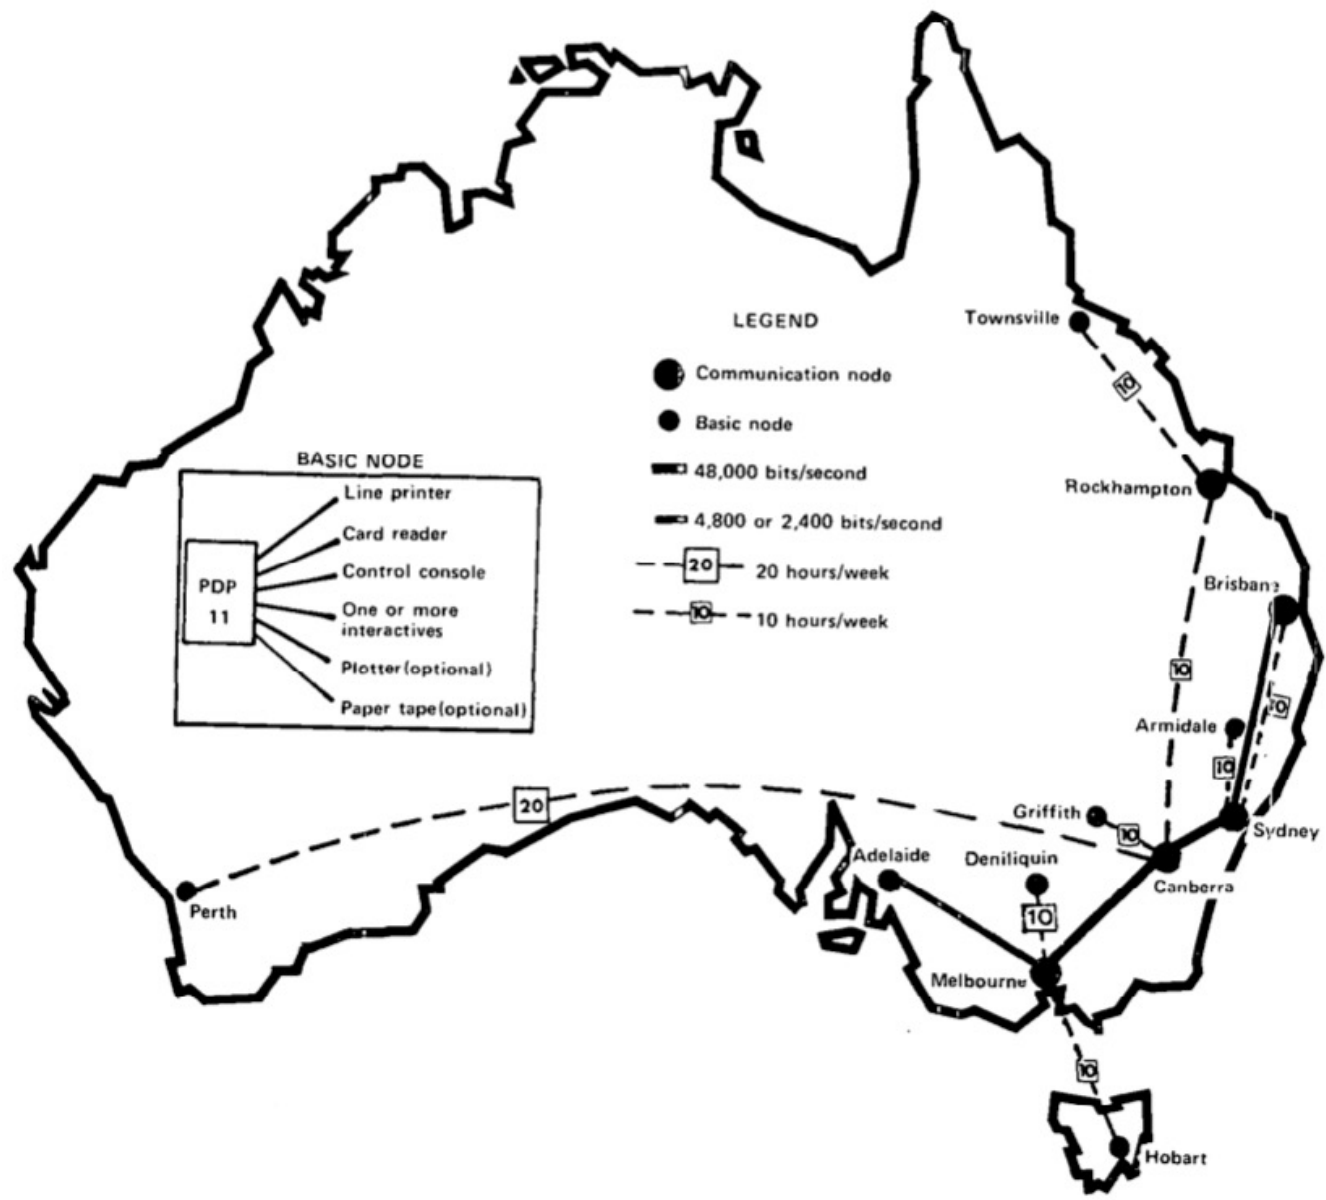 LEGEND
Communication node
Basic node
48,000 bits/second
4,800 or 2,400 bits/second
20
20 hours/week
10
10 hours/week
BASIC NODE
PDP
11
Line printer
Card reader
Control console
One or more
interactives
Plotter(optional)
Paper tape(optional)
Townsville
10
Rockhampton
Brisbane
10
10
Armidale
10
Griffith
10
Sydney
20
Adelaide
Deniliquin
Canberra
Perth
10
Melbourne
10
Hobart